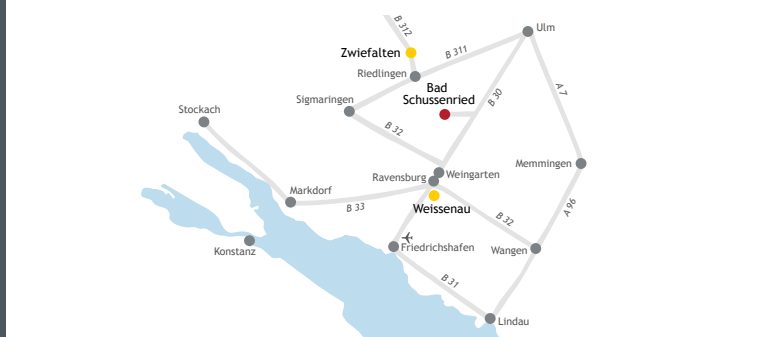 B 312
Ulm
Zwiefalten
B 311
Riedlingen
Bad
Schussenried
A 7
B 30
Sigmaringen
Stockach
B 32
Memmingen
Weingarten
Ravensburg
Markdorf
Weissenau
B 33
A 96
B 32
Friedrichshafen
Konstanz
Wangen
B 31
Lindau